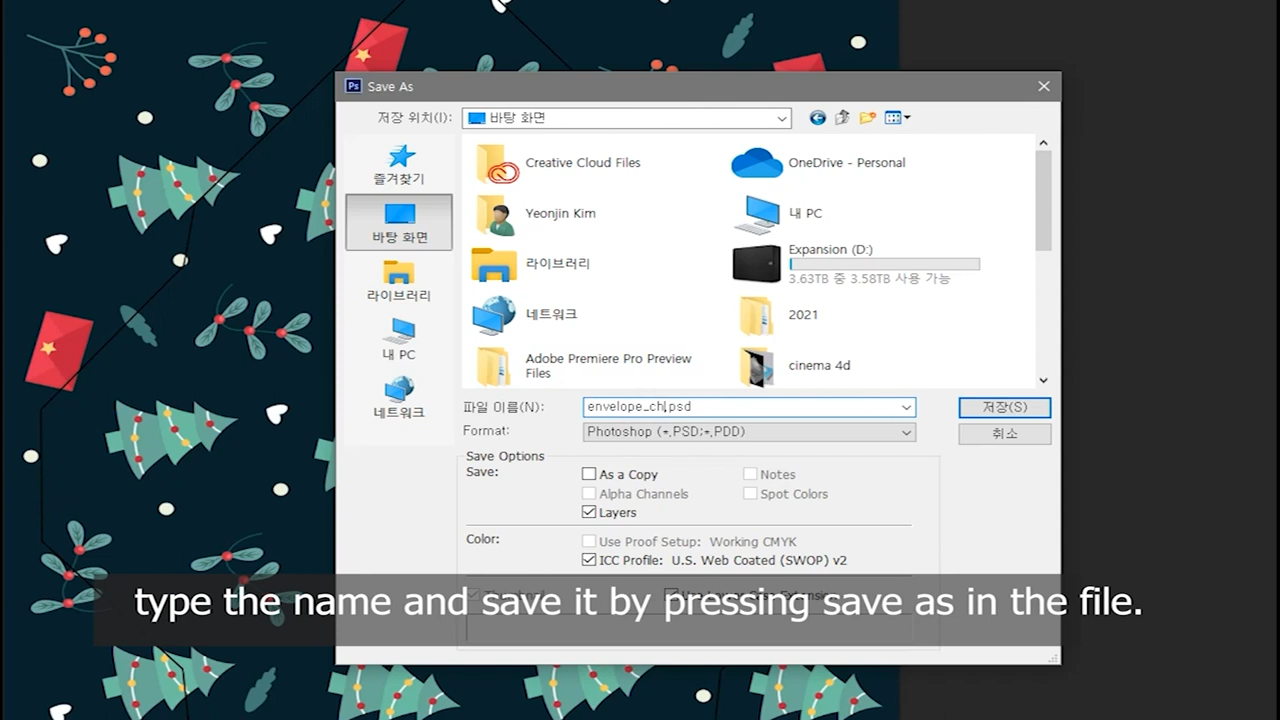 Ps Save As
저장 위치(I):
바탕 화면
즐겨찾기
바탕 화면
라이브러리
내 PC
네트워크
Creative Cloud Files
OneDrive - Personal
Yeonjin Kim
내 PC
라이브러리
Expansion (D:)
3.63TB 중 3.58TB 사용 가능
네트워크
2021
Adobe Premiere Pro Preview
Files
cinema 4d
파일 이름(N):
envelope_ch.psd
저장(S)
Format:
Photoshop (*.PSD;*.PDD)
취소
Save Options
Save:
As a Copy
Notes
Alpha Channels
Spot Colors
Layers
Color:
Use Proof Setup: Working CMYK
ICC Profile: U.S. Web Coated (SWOP) v2
type the name and save it by pressing save as in the file.